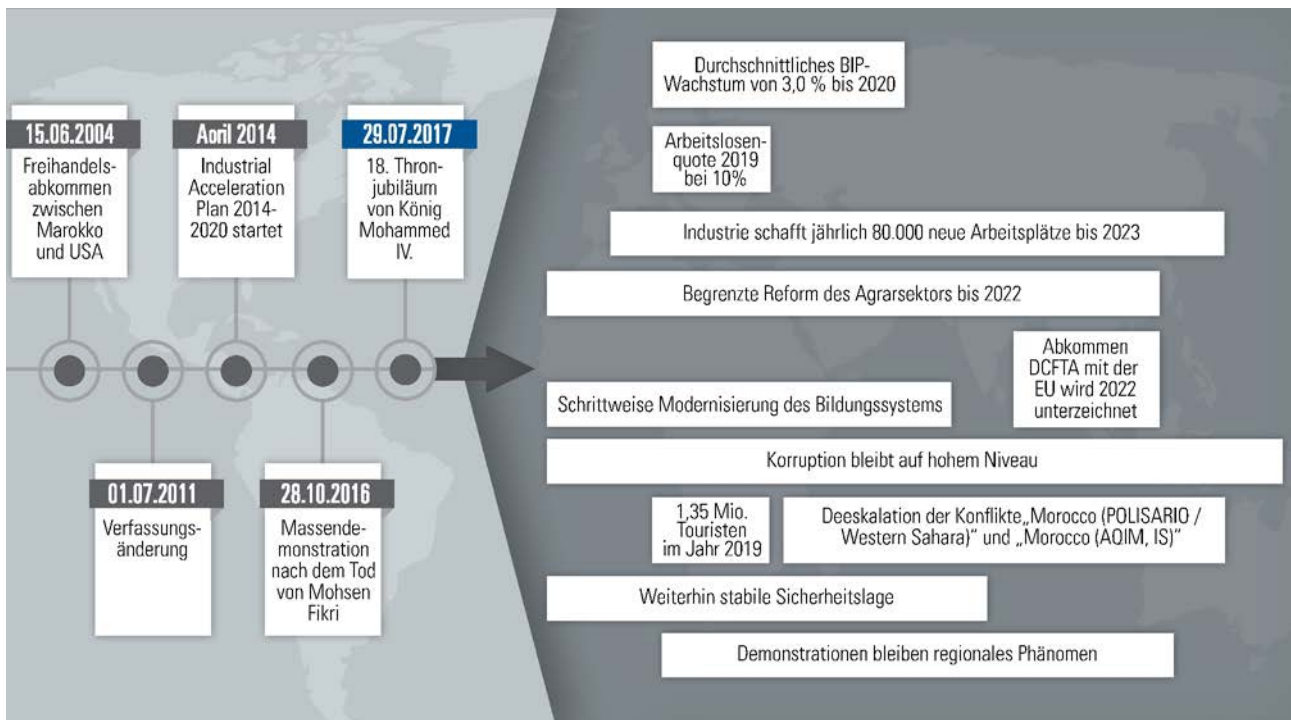 15.06.2004
Freihandels-
abkommen
zwischen
Marokko
und USA
Aoril 2014
Industrial
Acceleration
Plan 2014-
2020 startet
29.07.2017
18. Thron-
jubiläum
von König
Mohammed
IV.
01.07.2011
Verfassungs-
änderung
28.10.2016
Massende-
monstration
nach dem Tod
von Mohsen
Fikri
Durchschnittliches BIP-
Wachstum von 3,0 % bis 2020
Arbeitslosen-
quote 2019
bei 10%
Industrie schafft jährlich 80.000 neue Arbeitsplätze bis 2023
Begrenzte Reform des Agrarsektors bis 2022
Abkommen
DCFTA mit der
EU wird 2022
unterzeichnet
Schrittweise Modernisierung des Bildungssystems
Korruption bleibt auf hohem Niveau
1,35 Mio.
Touristen
im Jahr 2019
Deeskalation der Konflikte„Morocco (POLISARIO /
Western Sahara)“ und „Morocco (AQIM, IS)“
Weiterhin stabile Sicherheitslage
Demonstrationen bleiben regionales Phänomen